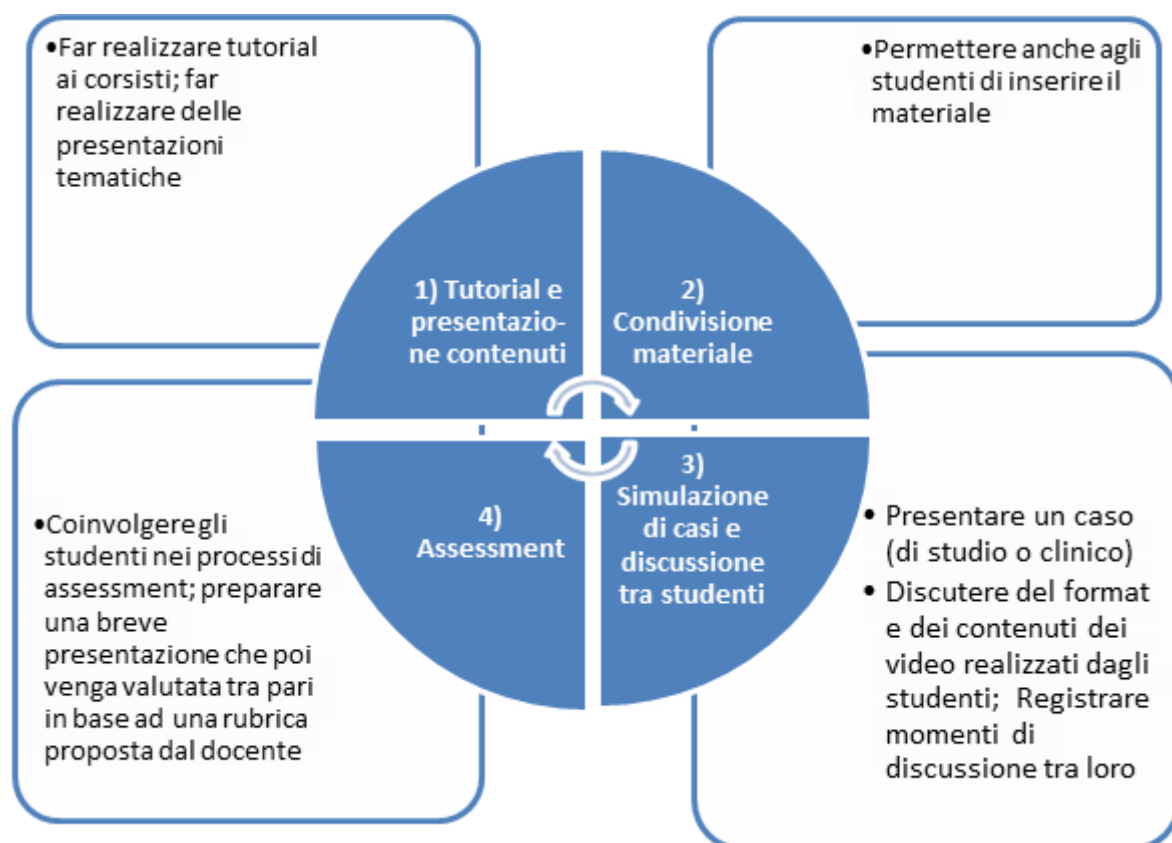 •Far realizzare tutorial
ai corsisti; far
realizzare delle
presentazioni
tematiche
•Permettere anche agli
studenti di inserire il
materiale
1) Tutorial e
presentazio-
ne contenuti
2)
Condivisione
materiale
3)
Simulazione
di casi e
discussione
tra studenti
4)
Assessment
•Coinvolgere gli
studenti nei processi di
assessment; preparare
una breve
presentazione che poi
venga valutata tra pari
in base ad una rubrica
proposta dal docente
• Presentare un caso
(di studio o clinico)
• Discutere del format
e dei contenuti dei
video realizzati dagli
studenti; Registrare
momenti di
discussione tra loro